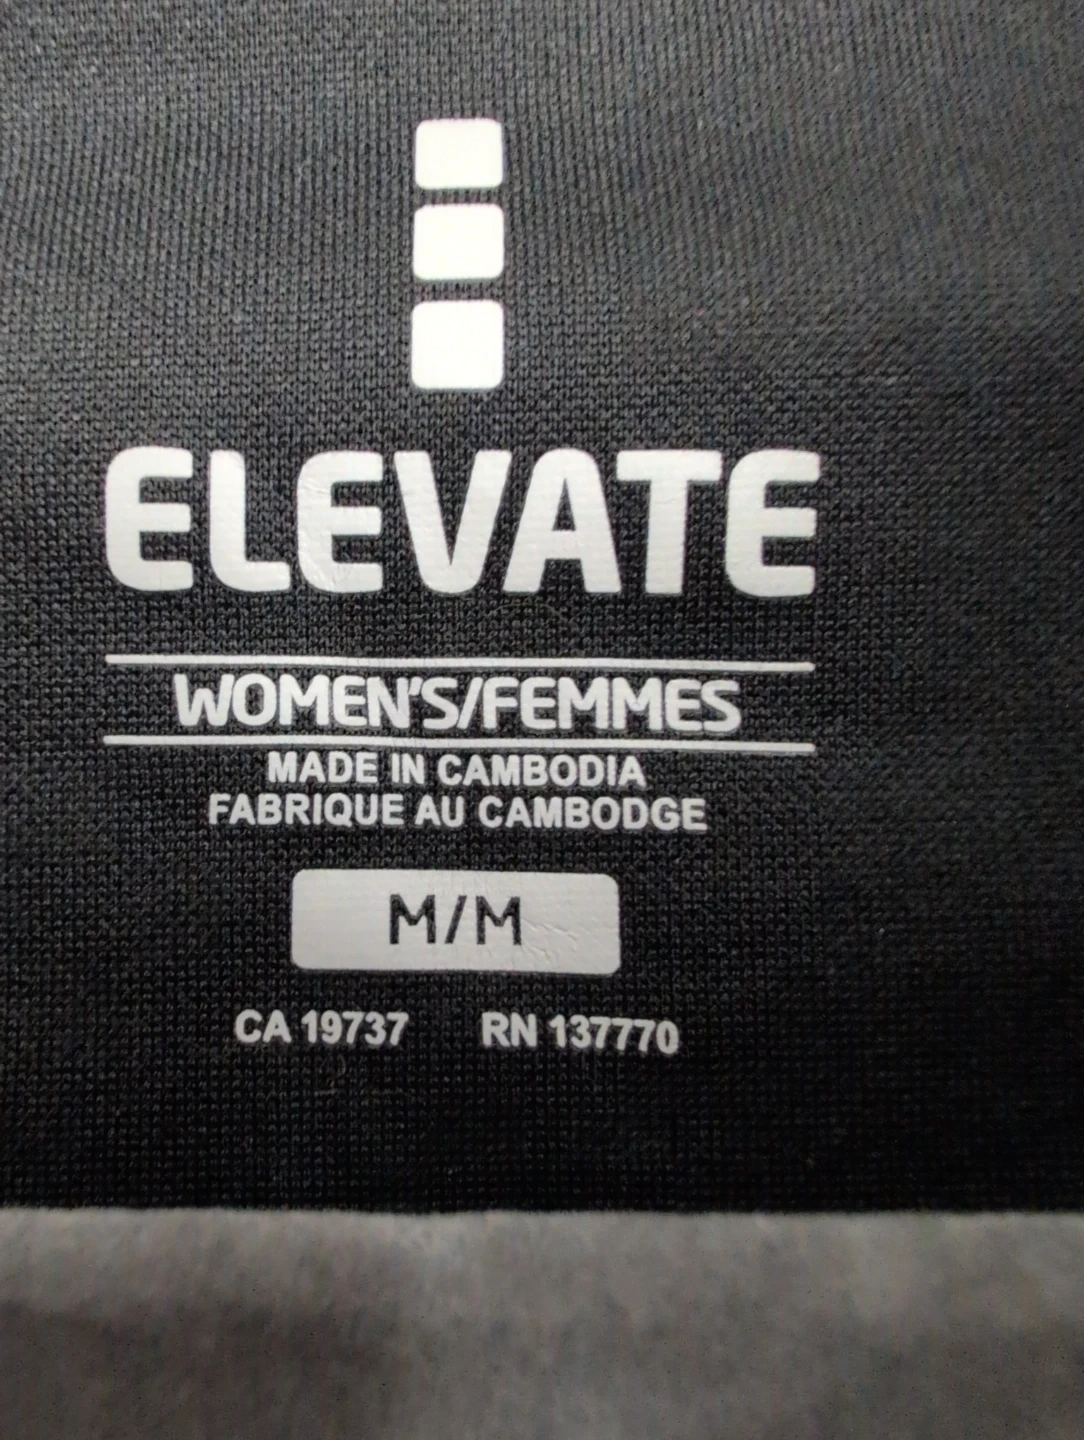 ELEVATE
WOMEN'S/FEMMES
MADE IN CAMBODIA
FABRIQUE AU CAMBODGE
M/M
CA 19737 RN 137770